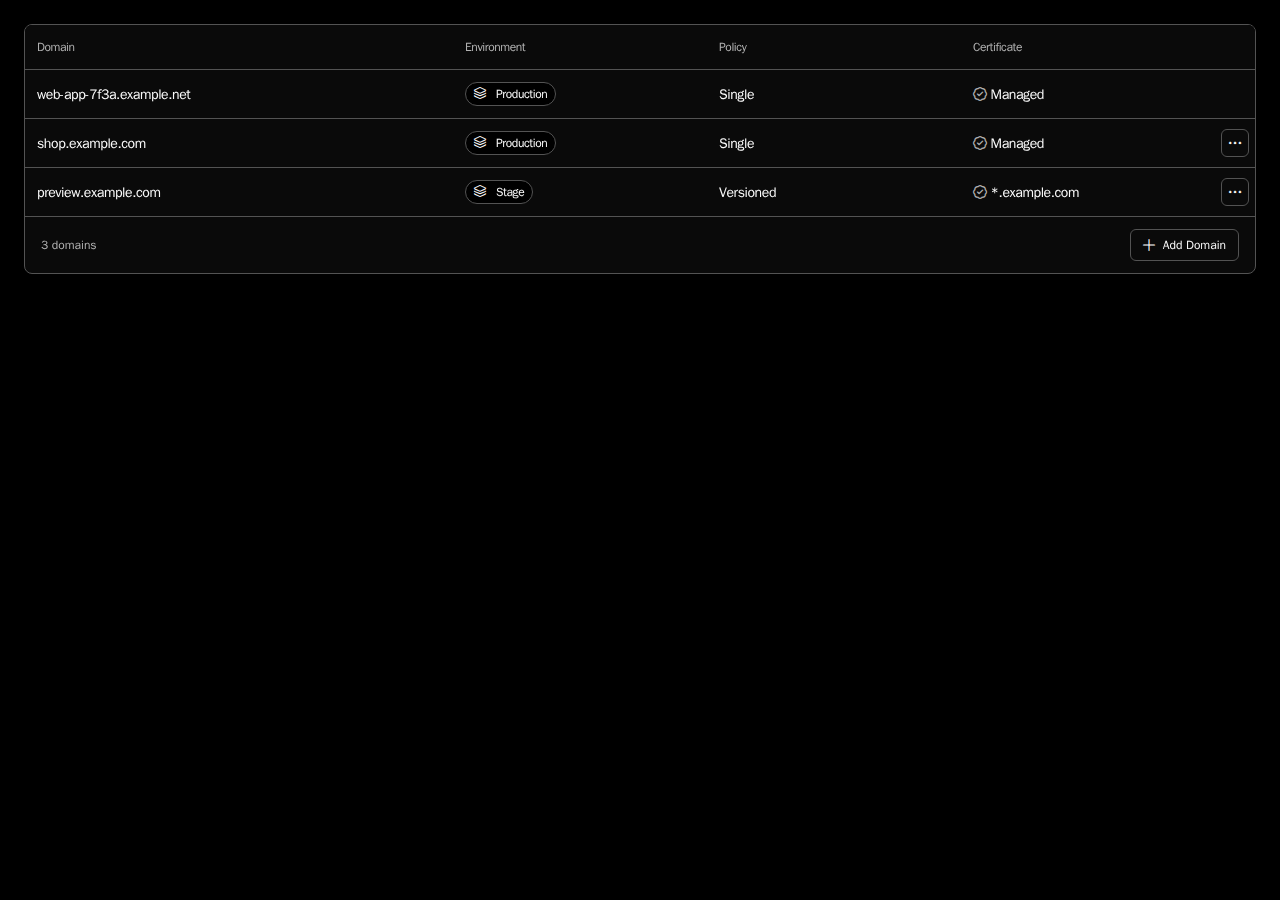 Domain Environment Policy Certificate
web-app-7f3a.example.net Production Single Managed
shop.example.com Production Single Managed
preview.example.com Stage Versioned *.example.com
3 domains Add Domain